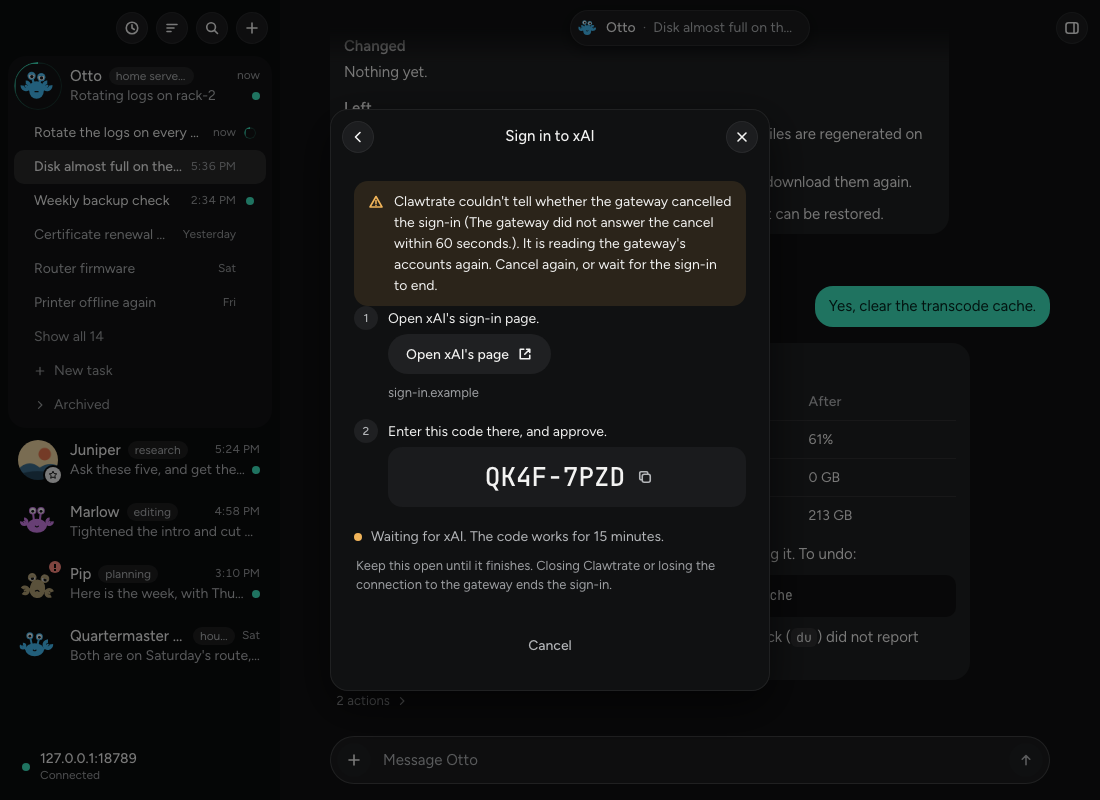 Otto · Disk almost full on th...
Otto home serve... now
Rotating logs on rack-2
Rotate the logs on every ... now
Disk almost full on the... 5:36 PM
Weekly backup check 2:34 PM
Certificate renewal ... Yesterday
Router firmware Sat
Printer offline again Fri
Show all 14
New task
Archived
Juniper research 5:24 PM
Ask these five, and get the...
Marlow editing 4:58 PM
Tightened the intro and cut ...
Pip planning 3:10 PM
Here is the week, with Thu...
Quartermaster ... hou... Sat
Both are on Saturday's route,...
127.0.0.1:18789
Connected
Changed
Nothing yet.
Left
iles are regenerated on
download them again.
can be restored.
Yes, clear the transcode cache.
After
61%
0 GB
213 GB
g it. To undo:
che
ck ( du ) did not report
2 actions
Message Otto
Sign in to xAI
Clawtrate couldn't tell whether the gateway cancelled
the sign-in (The gateway did not answer the cancel
within 60 seconds.). It is reading the gateway's
accounts again. Cancel again, or wait for the sign-in
to end.
1 Open xAI's sign-in page.
Open xAI's page
sign-in.example
2 Enter this code there, and approve.
QK4F-7PZD
Waiting for xAI. The code works for 15 minutes.
Keep this open until it finishes. Closing Clawtrate or losing the
connection to the gateway ends the sign-in.
Cancel